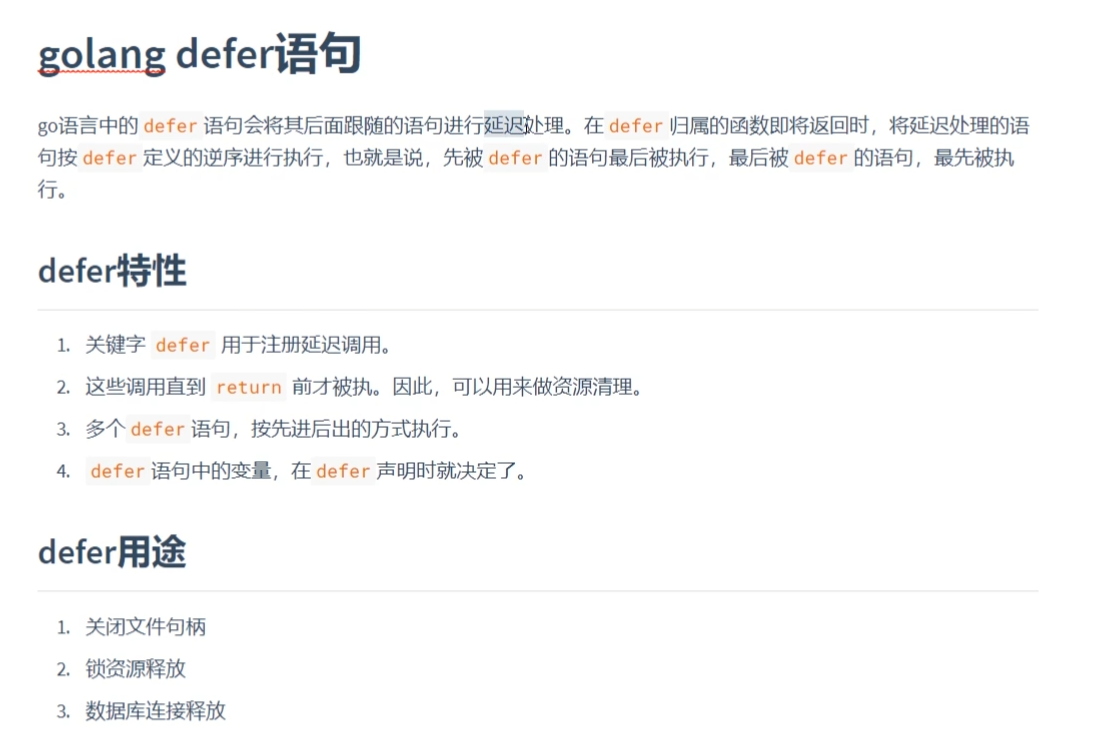 golang defer语句
go语言中的 defer 语句会将其后面跟随的语句进行延迟处理。在 defer 归属的函数即将返回时，将延迟处理的语
句按 defer 定义的逆序进行执行，也就是说，先被 defer 的语句最后被执行，最后被 defer 的语句，最先被执
行。
defer特性
1. 关键字 defer 用于注册延迟调用。
2. 这些调用直到 return 前才被执。因此，可以用来做资源清理。
3. 多个 defer 语句，按先进后出的方式执行。
4. defer 语句中的变量，在 defer 声明时就决定了。
defer用途
1. 关闭文件句柄
2. 锁资源释放
3. 数据库连接释放